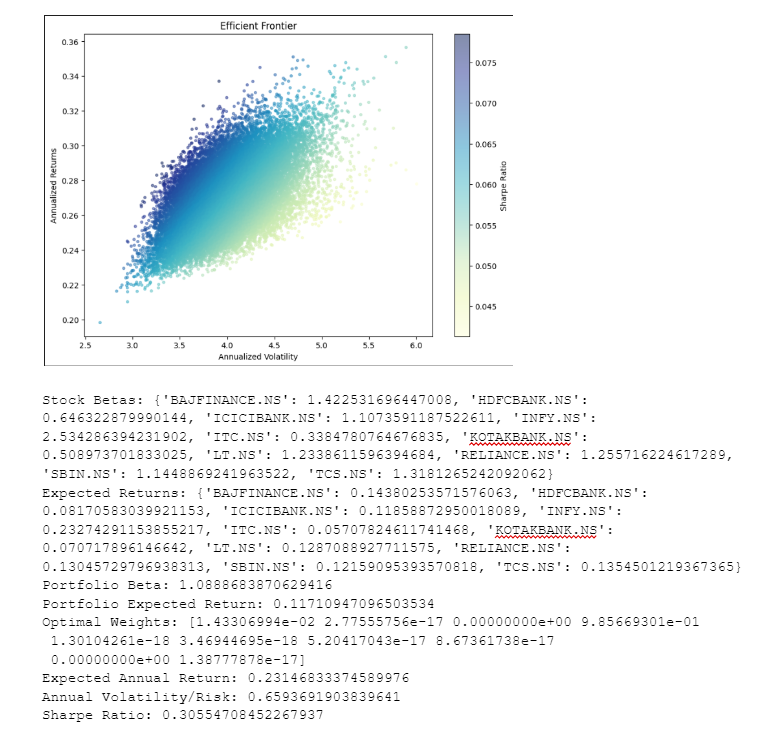 Efficient Frontier
0.36
0.34
0.32
0.30
0.28
0.26
0.24
0.22
0.20
Annualized Returns
2.5 3.0 3.5 4.0 4.5 5.0 5.5 6.0
Annualized Volatility
0.075
0.070
0.065
0.060
0.055
0.050
0.045
Sharpe Ratio
Stock Betas: {'BAJFINANCE.NS': 1.422531696447008, 'HDFCBANK.NS':
0.646322879990144, 'ICICIBANK.NS': 1.1073591187522611, 'INFY.NS':
2.534286394231902, 'ITC.NS': 0.3384780764676835, 'KOTAKBANK.NS':
0.508973701833025, 'LT.NS': 1.2338611596394684, 'RELIANCE.NS': 1.255716224617289,
'SBIN.NS': 1.1448869241963522, 'TCS.NS': 1.3181265242092062}
Expected Returns: {'BAJFINANCE.NS': 0.14380253571576063, 'HDFCBANK.NS':
0.08170583039921153, 'ICICIBANK.NS': 0.11858872950018089, 'INFY.NS':
0.23274291153855217, 'ITC.NS': 0.05707824611741468, 'KOTAKBANK.NS':
0.070717896146642, 'LT.NS': 0.1287088927711575, 'RELIANCE.NS':
0.13045729796938313, 'SBIN.NS': 0.12159095393570818, 'TCS.NS': 0.1354501219367365}
Portfolio Beta: 1.0888683870629416
Portfolio Expected Return: 0.11710947096503534
Optimal Weights: [1.43306994e-02 2.77555756e-17 0.00000000e+00 9.85669301e-01
1.30104261e-18 3.46944695e-18 5.20417043e-17 8.67361738e-17
0.00000000e+00 1.38777878e-17]
Expected Annual Return: 0.23146833374589976
Annual Volatility/Risk: 0.6593691903839641
Sharpe Ratio: 0.30554708452267937